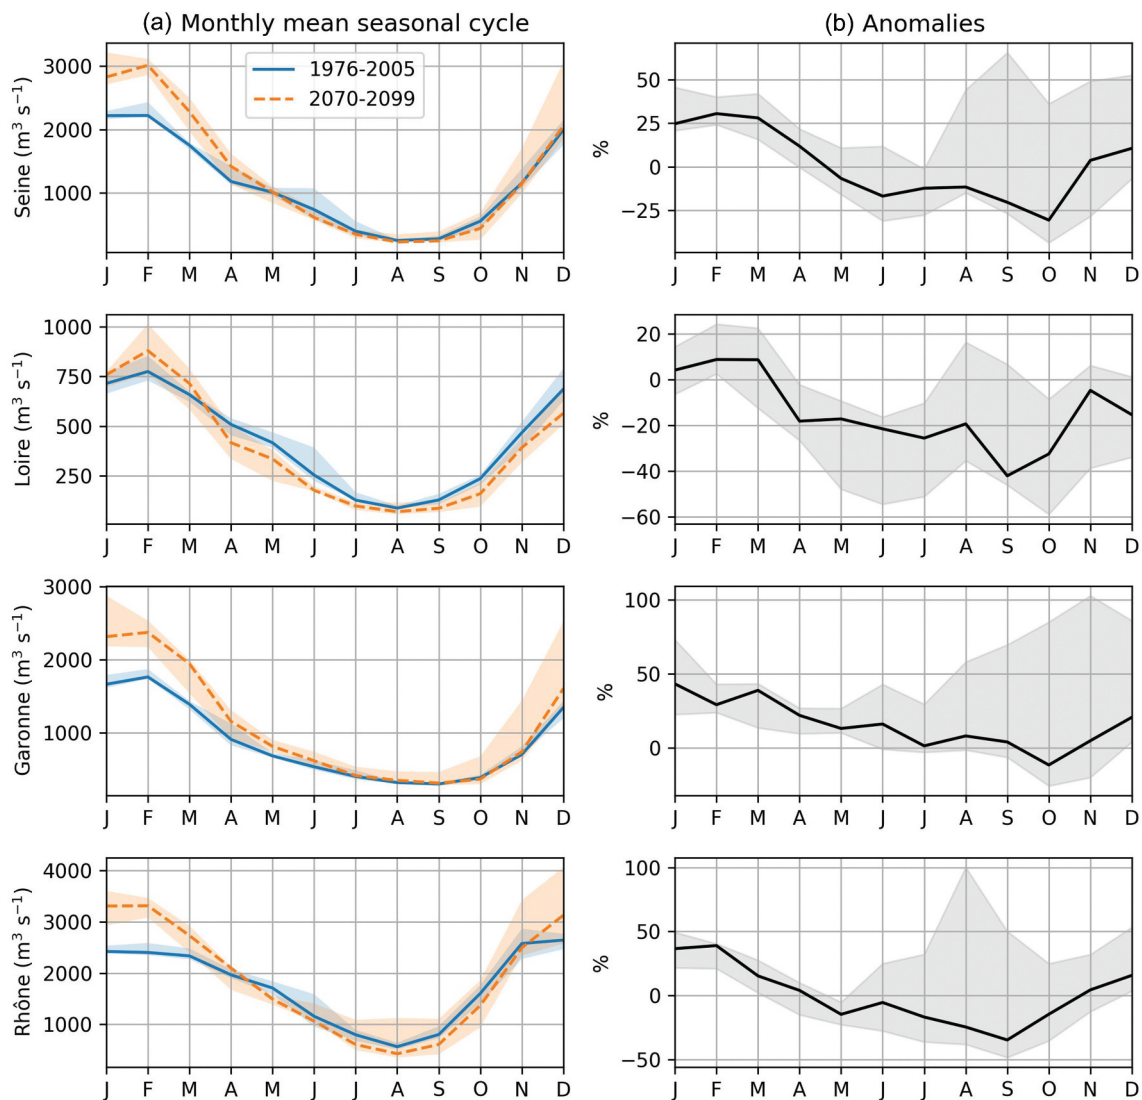 (a) Monthly mean seasonal cycle
(b) Anomalies
Seine (m³ s⁻¹)
3000
2000
1000
1976-2005
2070-2099
J F M A M J J A S O N D
%
50
25
0
−25
J F M A M J J A S O N D
Loire (m³ s⁻¹)
1000
750
500
250
J F M A M J J A S O N D
%
20
0
−20
−40
−60
J F M A M J J A S O N D
Garonne (m³ s⁻¹)
3000
2000
1000
J F M A M J J A S O N D
%
100
50
0
J F M A M J J A S O N D
Rhône (m³ s⁻¹)
4000
3000
2000
1000
J F M A M J J A S O N D
%
100
50
0
−50
J F M A M J J A S O N D